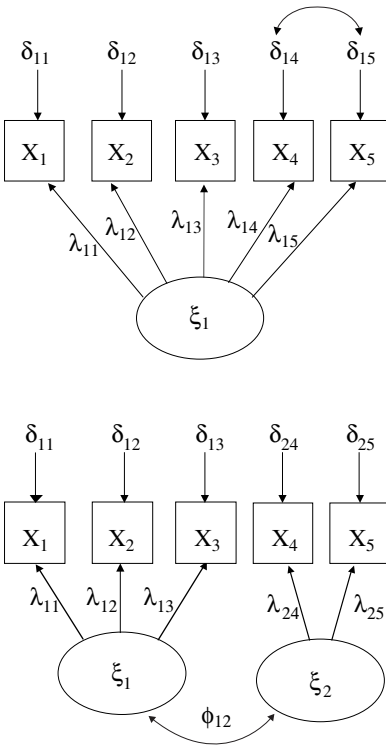 δ₁₁ δ₁₂ δ₁₃ δ₁₄ δ₁₅
X₁ X₂ X₃ X₄ X₅
λ₁₁ λ₁₂ λ₁₃ λ₁₄ λ₁₅
ξ₁
δ₁₁ δ₁₂ δ₁₃ δ₂₄ δ₂₅
X₁ X₂ X₃ X₄ X₅
λ₁₁ λ₁₂ λ₁₃ λ₂₄ λ₂₅
ξ₁ ξ₂
ϕ₁₂